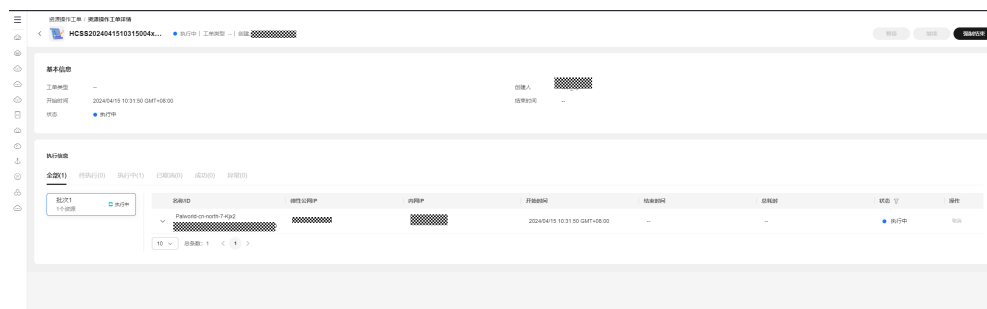 资源操作工单 / 资源操作工单详情
HCSS2024041510315004x... 执行中 | 工单类型 -- | 创建
强制结束
基本信息
工单类型 --
创建人
开始时间 2024/04/15 10:31:50 GMT+08:00
结束时间 --
状态 执行中
执行信息
全部(1) 待执行(0) 执行中(1) 已取消(0) 成功(0) 异常(0)
批次1
1个资源
执行中
名称/ID 弹性公网IP 内网IP 开始时间 结束时间 总耗时 状态 操作
Palworld-cn-north-7-Kjx2
2024/04/15 10:31:50 GMT+08:00 -- -- 执行中
10 总条数: 1 < 1 >